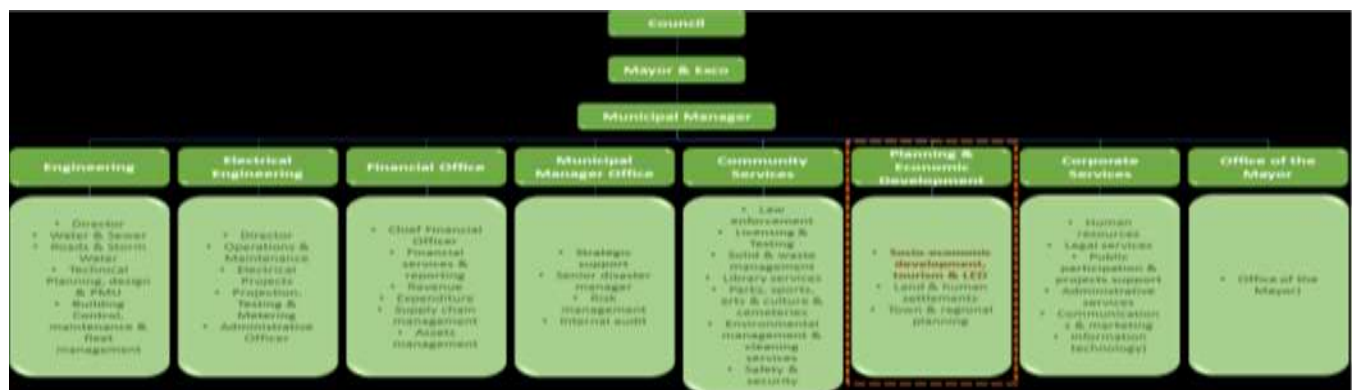 Council
Mayor & Exco
Municipal Manager
Engineering
Electrical
Engineering
Financial Office
Municipal
Manager Office
Community
Services
Planning &
Economic
Development
Corporate
Services
Office of the
Mayor
• Director
• Water & Sewer
• Roads & Storm
Water
• Technical
Planning, design
& PMU
• Building
Control,
maintenance &
fleet
management
• Director
• Operations &
Maintenance
• Electrical
Projects
• Projection,
Testing &
Metering
• Administrative
Officer
• Chief Financial
Officer
• Financial
services &
reporting
• Revenue
• Expenditure
• Supply chain
management
• Assets
management
• Strategic
support
• Senior disaster
manager
• Risk
management
• Internal audit
• Law
enforcement
• Licensing &
Testing
• Solid & waste
management
• Library services
• Parks, sports,
arts & culture &
cemeteries
• Environmental
management &
cleaning
services
• Safety &
security
• Socio economic
development,
tourism & LED
• Land & human
settlements
• Town & regional
planning
• Human
resources
• Legal services
• Public
participation &
projects support
• Administrative
services
• Communication
s & marketing
• Information
technology)
• Office of the
Mayor)